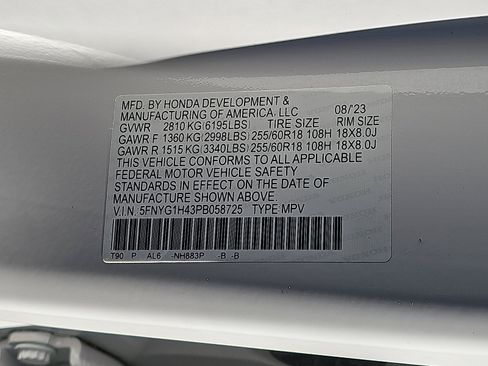 MFD. BY HONDA DEVELOPMENT &
MANUFACTURING OF AMERICA, LLC 08/23
GVWR 2810 KG (6195LBS) TIRE SIZE RIM SIZE
GAWR F 1360 KG (2998LBS) 255/60R18 108H 18X8.0J
GAWR R 1515 KG (3340LBS) 255/60R18 108H 18X8.0J
THIS VEHICLE CONFORMS TO ALL APPLICABLE
FEDERAL MOTOR VEHICLE SAFETY
STANDARDS IN EFFECT ON THE DATE OF
MANUFACTURE SHOWN ABOVE.
V.I.N. 5FNYG1H43PB058725 TYPE:MPV
T90 P AL6 -NH883P -B -B